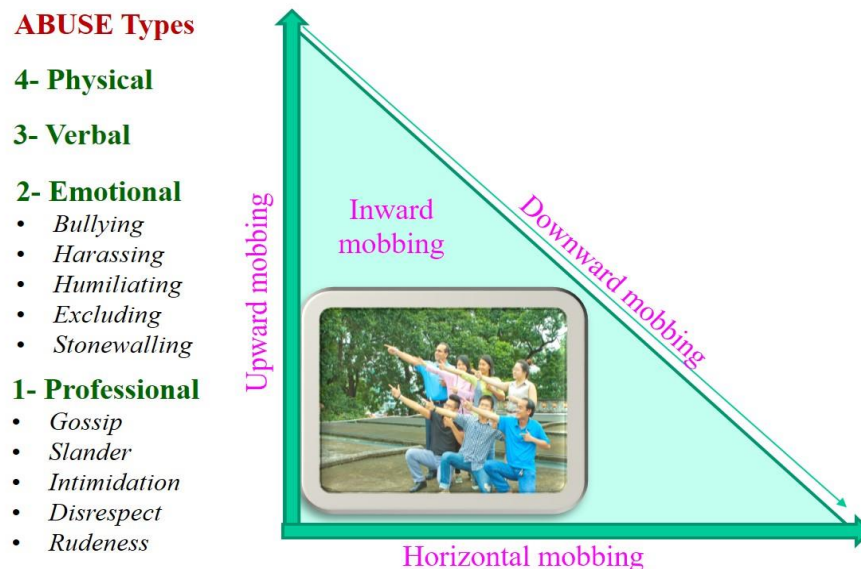 ABUSE Types
4- Physical
3- Verbal
2- Emotional
• Bullying
• Harassing
• Humiliating
• Excluding
• Stonewalling
1- Professional
• Gossip
• Slander
• Intimidation
• Disrespect
• Rudeness
Upward mobbing
Inward
mobbing
Downward mobbing
Horizontal mobbing